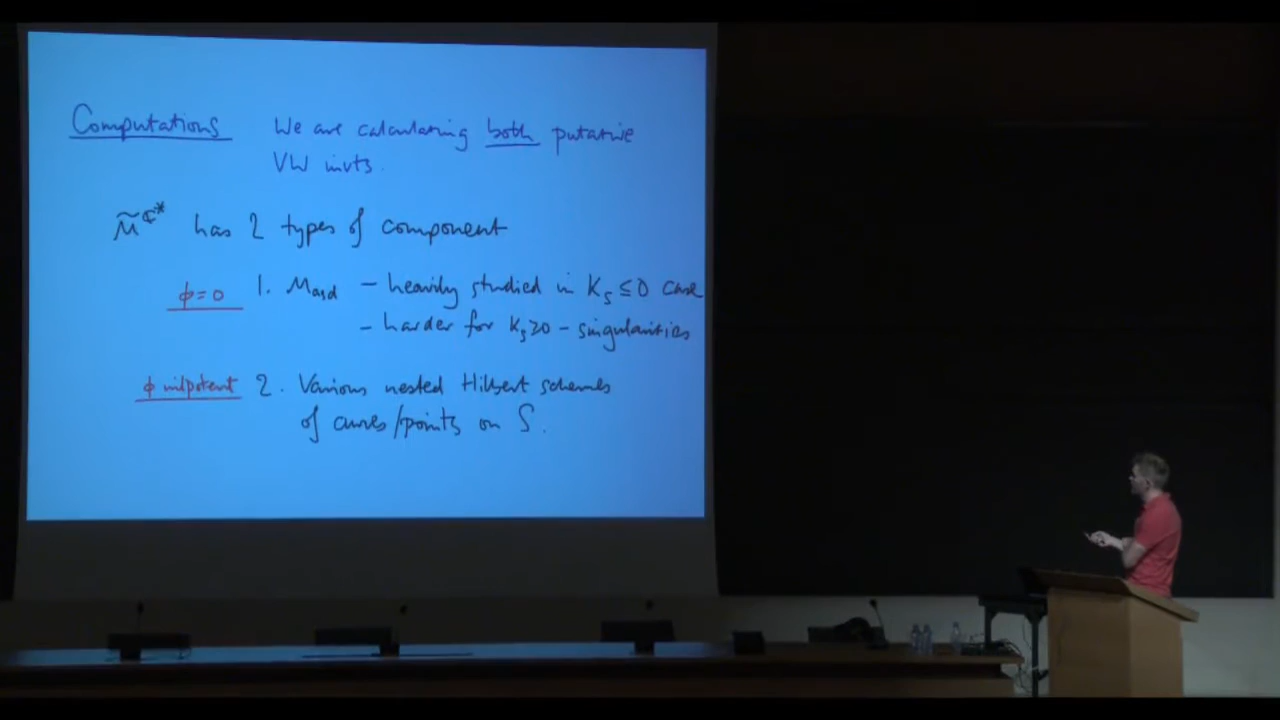 Computations We are calculating both putative
VW invts.
M̃^ℂ* has 2 types of component
ϕ=0 1. Masd – heavily studied in K_S ≤ 0 case
– harder for K_S > 0 – singularities
ϕ nilpotent 2. Various nested Hilbert schemes
of curves/points on S.